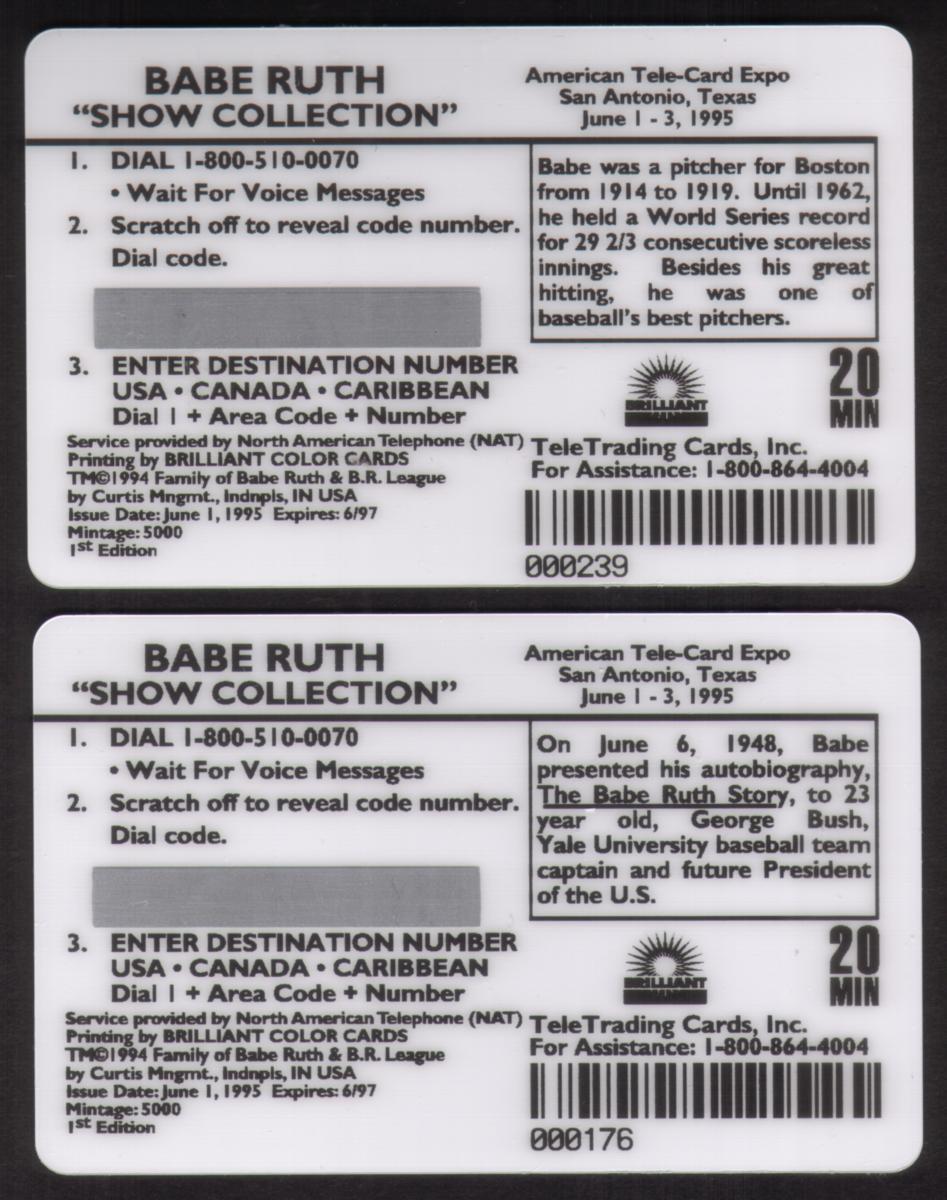 BABE RUTH
“SHOW COLLECTION”
American Tele-Card Expo
San Antonio, Texas
June 1 - 3, 1995
1. DIAL 1-800-510-0070
• Wait For Voice Messages
2. Scratch off to reveal code number.
Dial code.
Babe was a pitcher for Boston
from 1914 to 1919. Until 1962,
he held a World Series record
for 29 2/3 consecutive scoreless
innings. Besides his great
hitting, he was one of
baseball's best pitchers.
3. ENTER DESTINATION NUMBER
USA • CANADA • CARIBBEAN
Dial 1 + Area Code + Number
BRILLIANT
20
MIN
Service provided by North American Telephone (NAT)
Printing by BRILLIANT COLOR CARDS
TM©1994 Family of Babe Ruth & B.R. League
by Curtis Mngmt., Indnpls, IN USA
Issue Date: June 1, 1995 Expires: 6/97
Mintage: 5000
1st Edition
TeleTrading Cards, Inc.
For Assistance: 1-800-864-4004
000239
BABE RUTH
“SHOW COLLECTION”
American Tele-Card Expo
San Antonio, Texas
June 1 - 3, 1995
1. DIAL 1-800-510-0070
• Wait For Voice Messages
2. Scratch off to reveal code number.
Dial code.
On June 6, 1948, Babe
presented his autobiography,
The Babe Ruth Story, to 23
year old, George Bush,
Yale University baseball team
captain and future President
of the U.S.
3. ENTER DESTINATION NUMBER
USA • CANADA • CARIBBEAN
Dial 1 + Area Code + Number
BRILLIANT
20
MIN
Service provided by North American Telephone (NAT)
Printing by BRILLIANT COLOR CARDS
TM©1994 Family of Babe Ruth & B.R. League
by Curtis Mngmt., Indnpls, IN USA
Issue Date: June 1, 1995 Expires: 6/97
Mintage: 5000
1st Edition
TeleTrading Cards, Inc.
For Assistance: 1-800-864-4004
000176